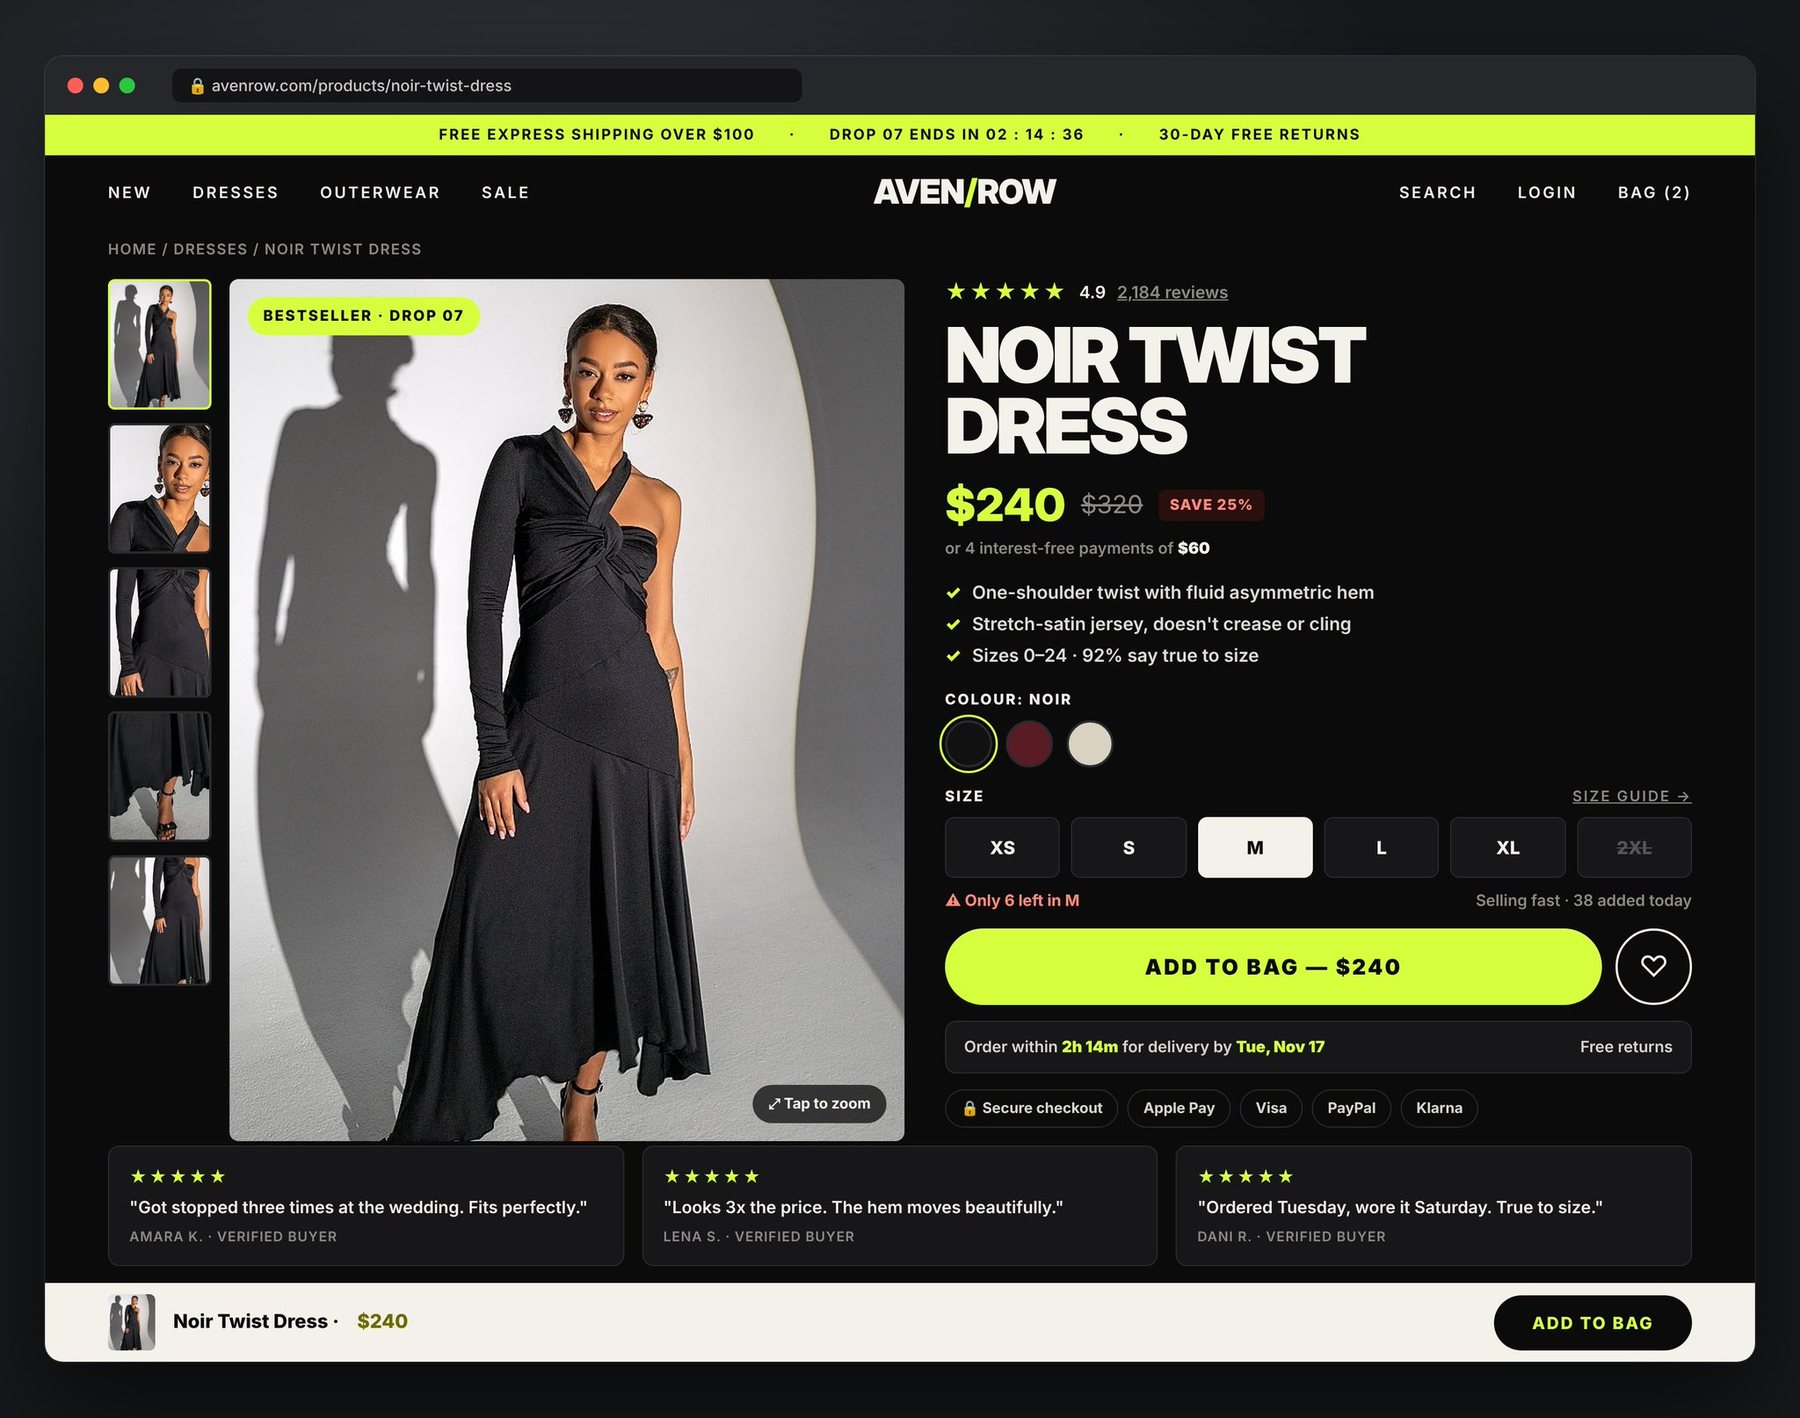 🔒 avenrow.com/products/noir-twist-dress
FREE EXPRESS SHIPPING OVER $100 · DROP 07 ENDS IN 02 : 14 : 36 · 30-DAY FREE RETURNS
NEW DRESSES OUTERWEAR SALE AVEN/ROW SEARCH LOGIN BAG (2)
HOME / DRESSES / NOIR TWIST DRESS
BESTSELLER · DROP 07
⤢ Tap to zoom
★★★★★ 4.9 2,184 reviews
NOIR TWIST
DRESS
$240 $320 SAVE 25%
or 4 interest-free payments of $60
✓ One-shoulder twist with fluid asymmetric hem
✓ Stretch-satin jersey, doesn't crease or cling
✓ Sizes 0–24 · 92% say true to size
COLOUR: NOIR
SIZE SIZE GUIDE →
XS S M L XL 2XL
⚠ Only 6 left in M Selling fast · 38 added today
ADD TO BAG — $240 ♡
Order within 2h 14m for delivery by Tue, Nov 17 Free returns
🔒 Secure checkout Apple Pay Visa PayPal Klarna
★★★★★
"Got stopped three times at the wedding. Fits perfectly."
AMARA K. · VERIFIED BUYER
★★★★★
"Looks 3x the price. The hem moves beautifully."
LENA S. · VERIFIED BUYER
★★★★★
"Ordered Tuesday, wore it Saturday. True to size."
DANI R. · VERIFIED BUYER
Noir Twist Dress · $240 ADD TO BAG